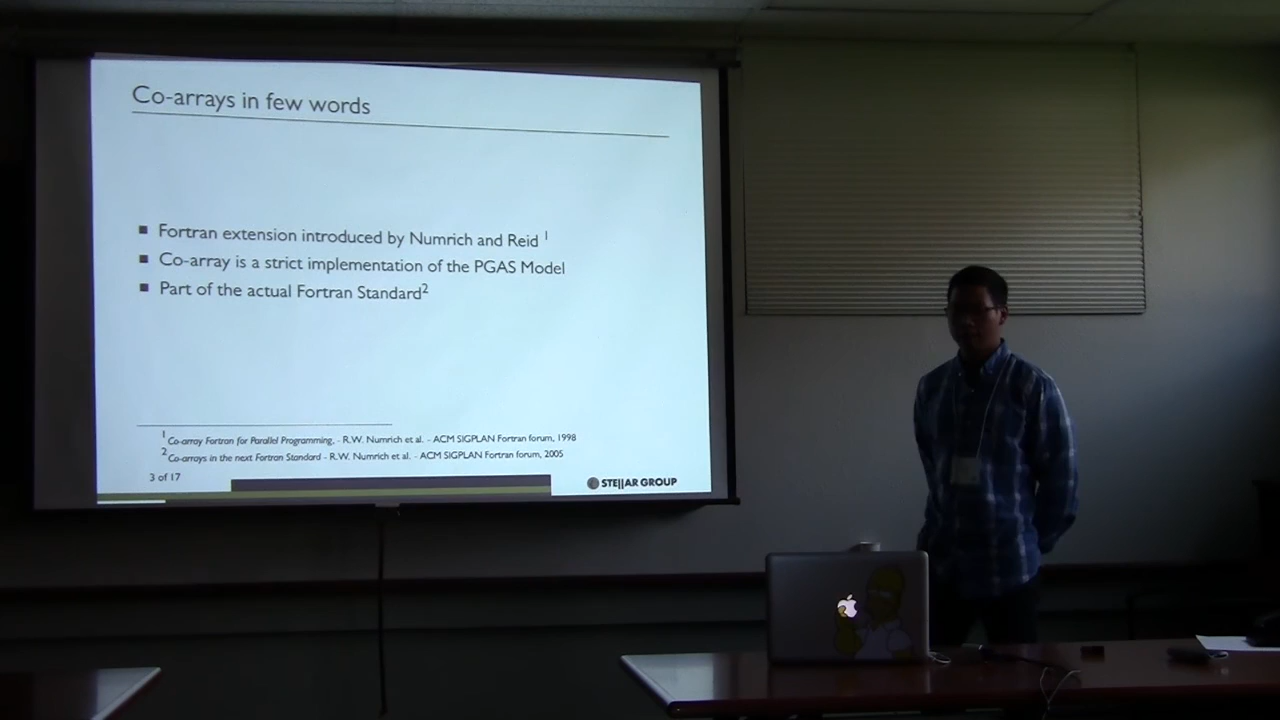 Co-arrays in few words
■ Fortran extension introduced by Numrich and Reid 1
■ Co-array is a strict implementation of the PGAS Model
■ Part of the actual Fortran Standard2
1 Co-array Fortran for Parallel Programming, - R.W. Numrich et al. - ACM SIGPLAN Fortran forum, 1998
2 Co-arrays in the next Fortran Standard - R.W. Numrich et al. - ACM SIGPLAN Fortran forum, 2005
3 of 17
STE||AR GROUP